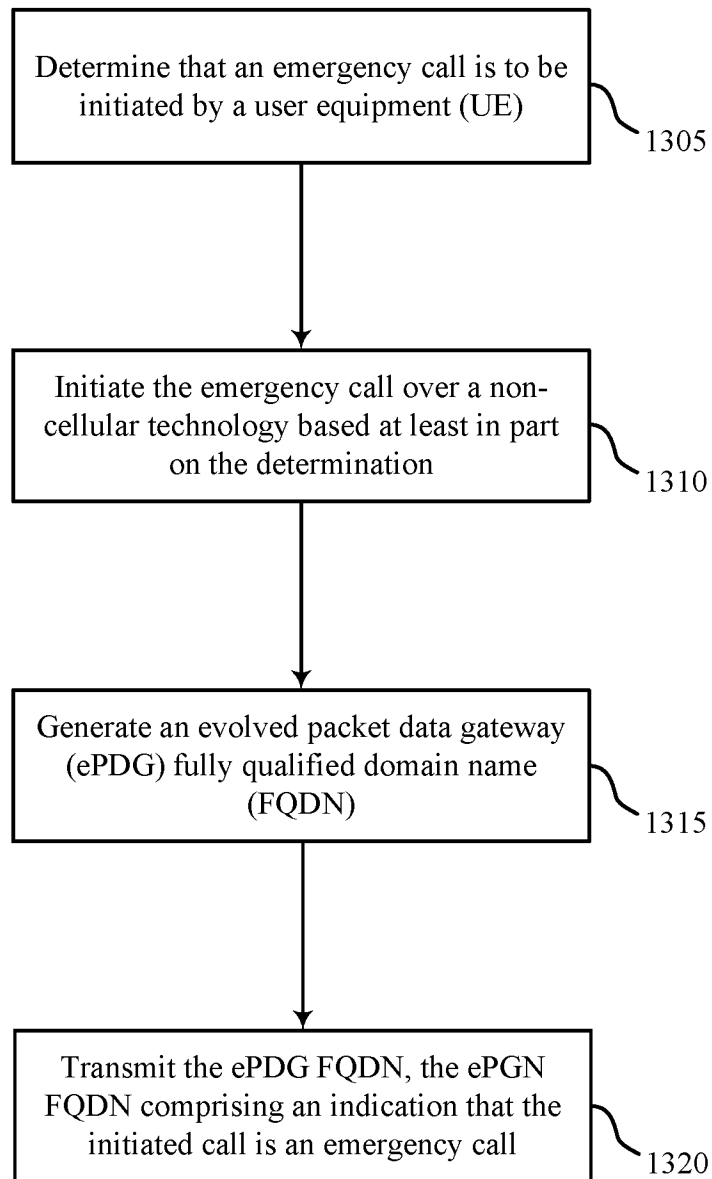 Determine that an emergency call is to be
initiated by a user equipment (UE)
1305
Initiate the emergency call over a non-
cellular technology based at least in part
on the determination
1310
Generate an evolved packet data gateway
(ePDG) fully qualified domain name
(FQDN)
1315
Transmit the ePDG FQDN, the ePGN
FQDN comprising an indication that the
initiated call is an emergency call
1320